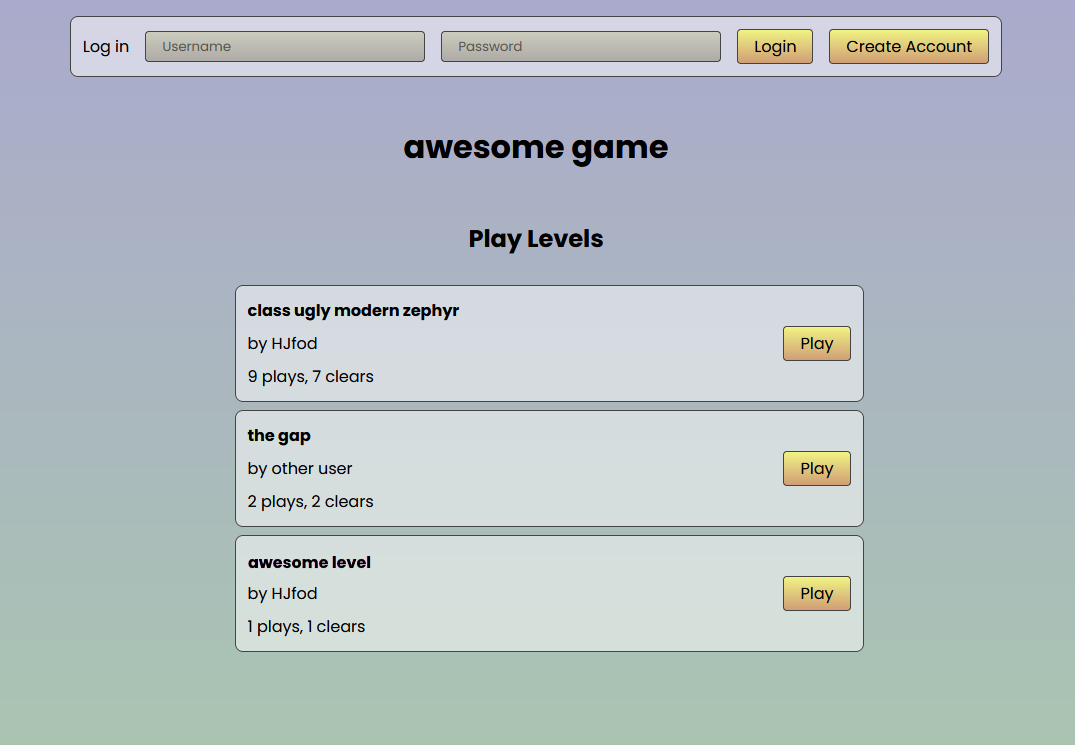 Log in Username Password Login Create Account
awesome game
Play Levels
class ugly modern zephyr
by HJfod
Play
9 plays, 7 clears
the gap
by other user
Play
2 plays, 2 clears
awesome level
by HJfod
Play
1 plays, 1 clears